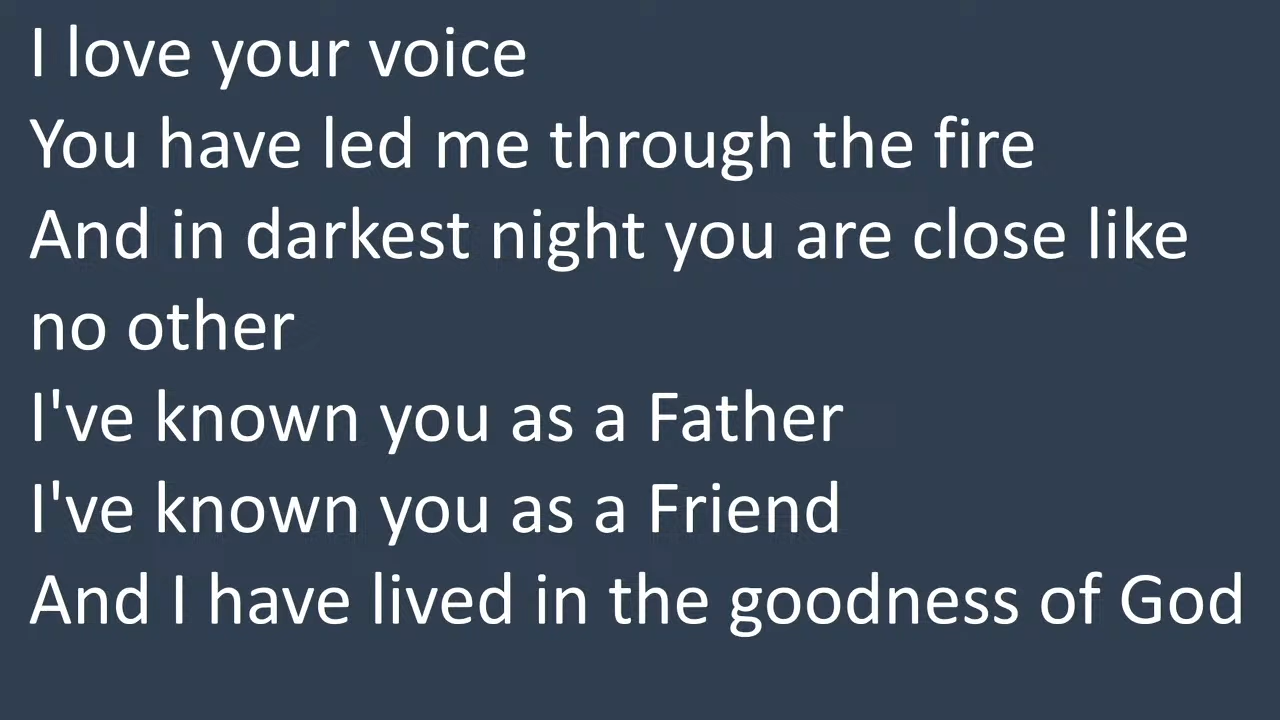 I love your voice
You have led me through the fire
And in darkest night you are close like
no other
I've known you as a Father
I've known you as a Friend
And I have lived in the goodness of God